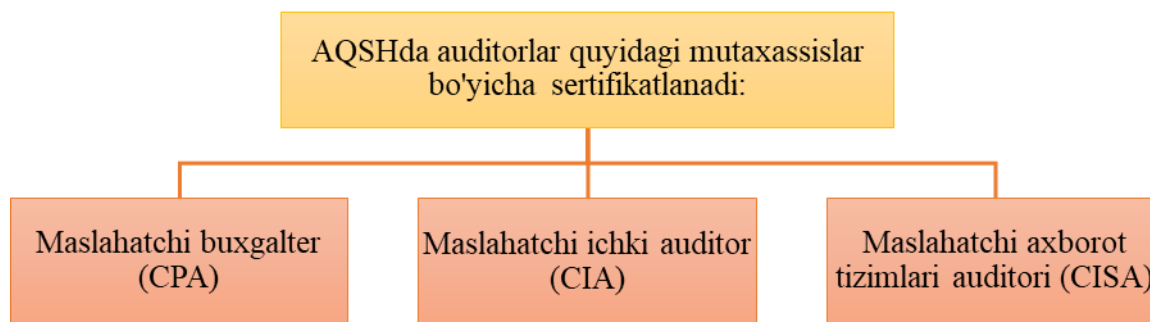 AQSHda auditorlar quyidagi mutaxassislar
bo'yicha sertifikatlanadi:
Maslahatchi buxgalter
(CPA)
Maslahatchi ichki auditor
(CIA)
Maslahatchi axborot
tizimlari auditori (CISA)